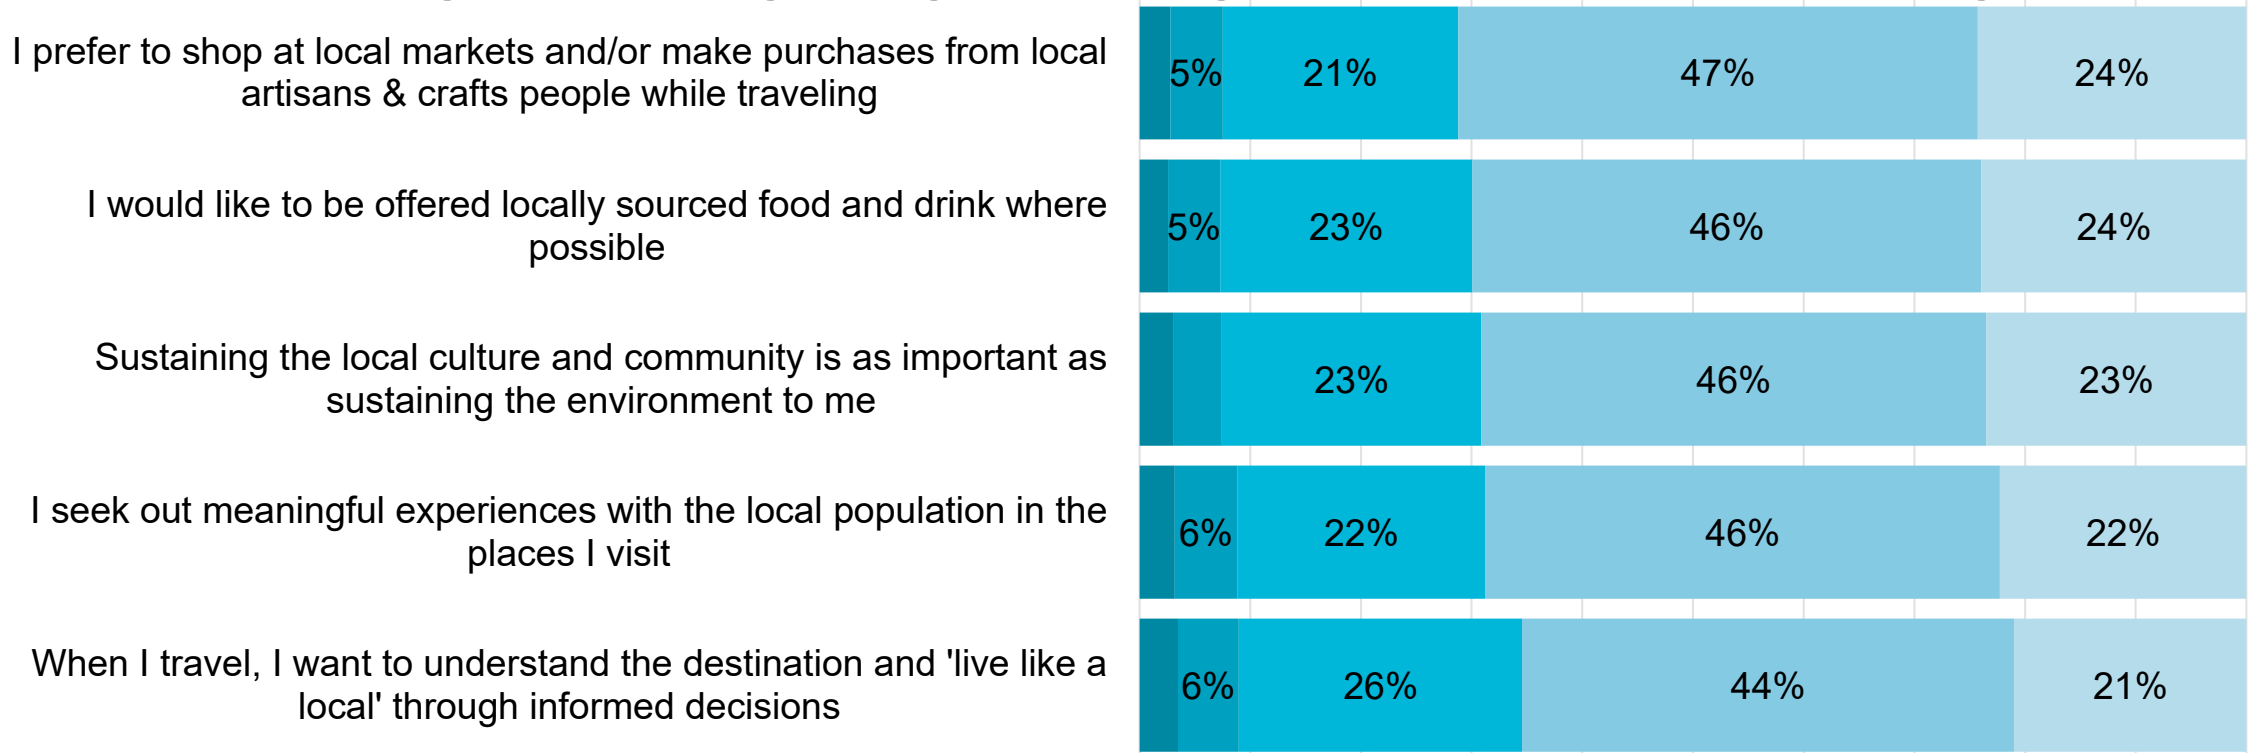 I prefer to shop at local markets and/or make purchases from local
artisans & crafts people while traveling
5% 21% 47% 24%
I would like to be offered locally sourced food and drink where
possible
5% 23% 46% 24%
Sustaining the local culture and community is as important as
sustaining the environment to me
23% 46% 23%
I seek out meaningful experiences with the local population in the
places I visit
6% 22% 46% 22%
When I travel, I want to understand the destination and 'live like a
local' through informed decisions
6% 26% 44% 21%